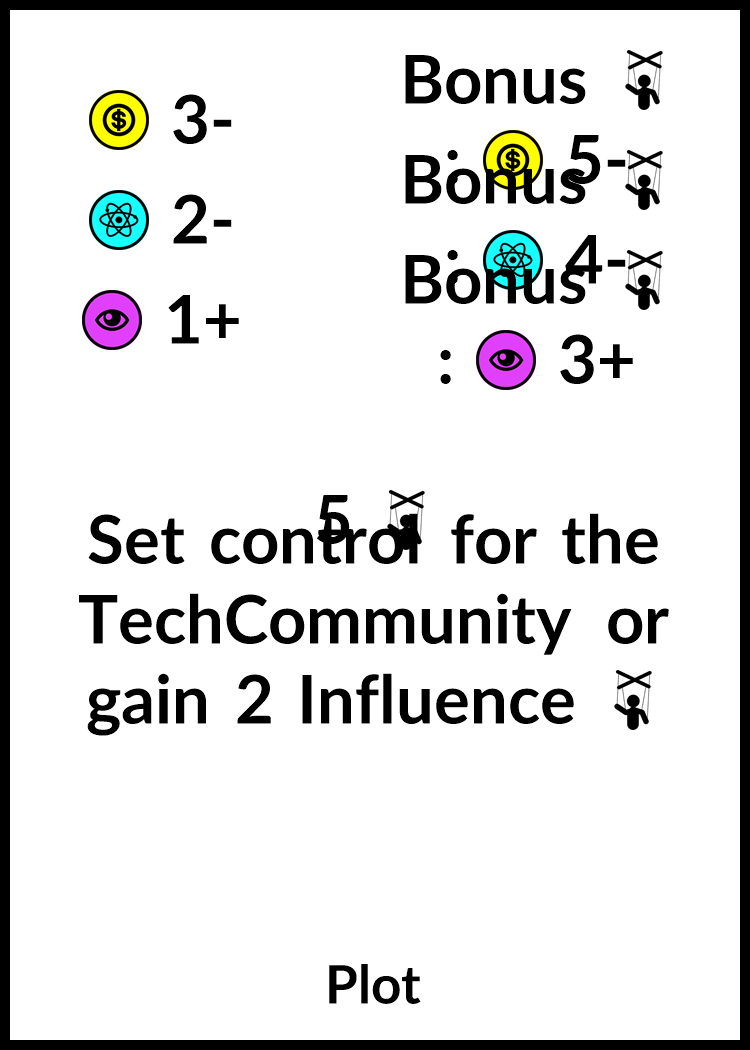 3-
2-
1+
Bonus
: $ 5-
Bonus
: 4-
Bonus
: 3+
5
Set control for the
TechCommunity or
gain 2 Influence
Plot